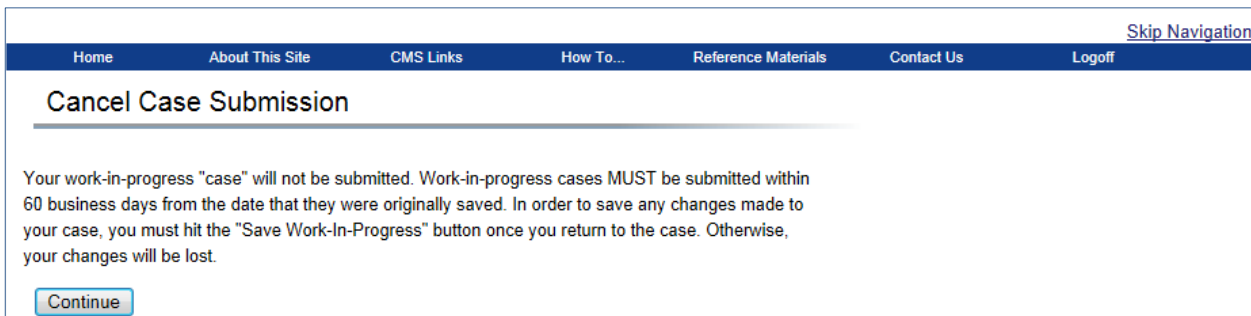 Skip Navigation
Home About This Site CMS Links How To... Reference Materials Contact Us Logoff
Cancel Case Submission
Your work-in-progress "case" will not be submitted. Work-in-progress cases MUST be submitted within
60 business days from the date that they were originally saved. In order to save any changes made to
your case, you must hit the "Save Work-In-Progress" button once you return to the case. Otherwise,
your changes will be lost.
Continue